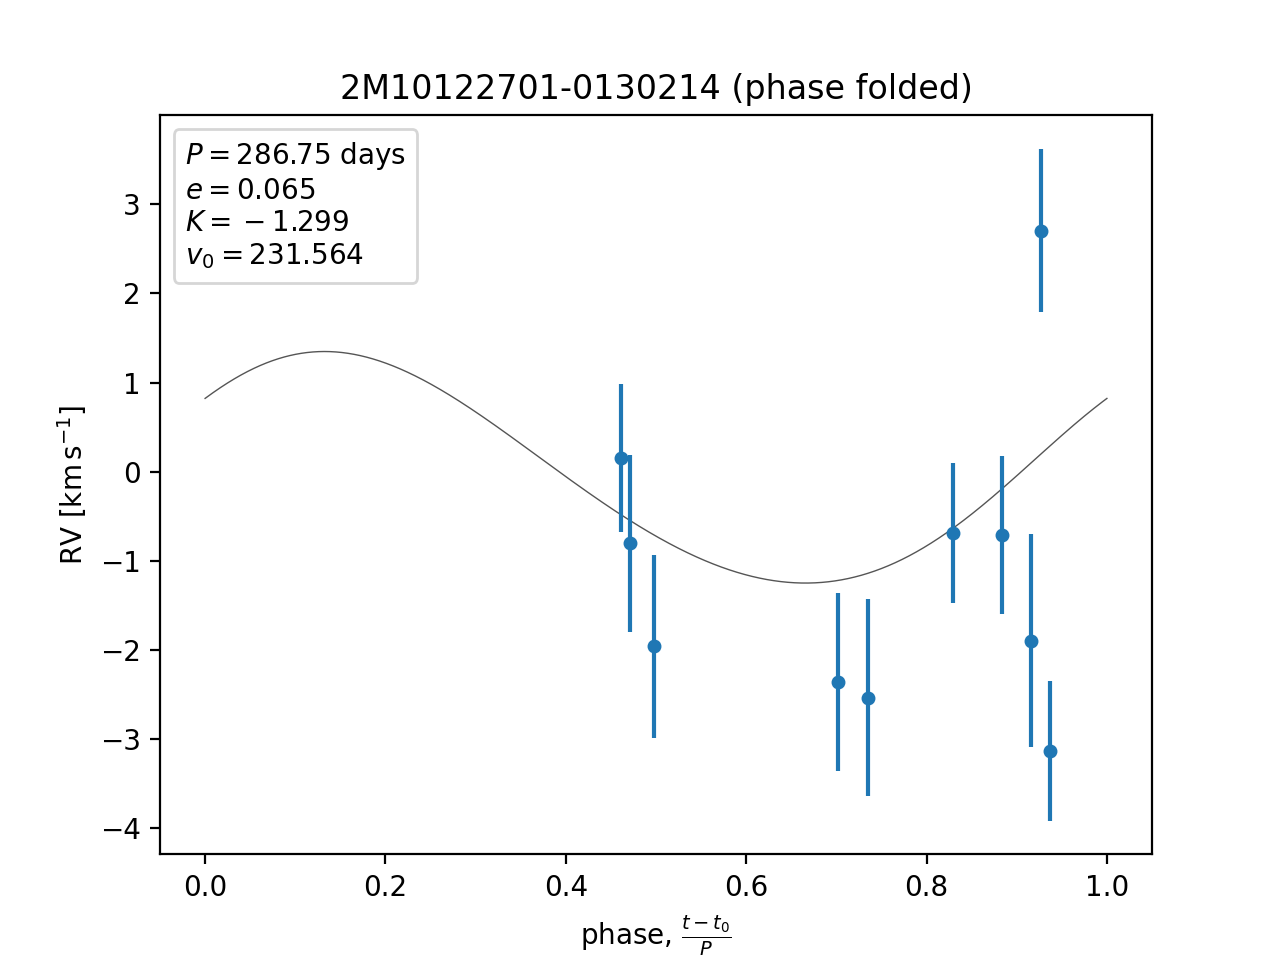 2M10122701-0130214 (phase folded)
P = 286.75 days
e = 0.065
K = −1.299
v₀ = 231.564
3
2
1
0
−1
−2
−3
−4
RV [km s⁻¹]
0.0 0.2 0.4 0.6 0.8 1.0
phase, (t − t₀)/P